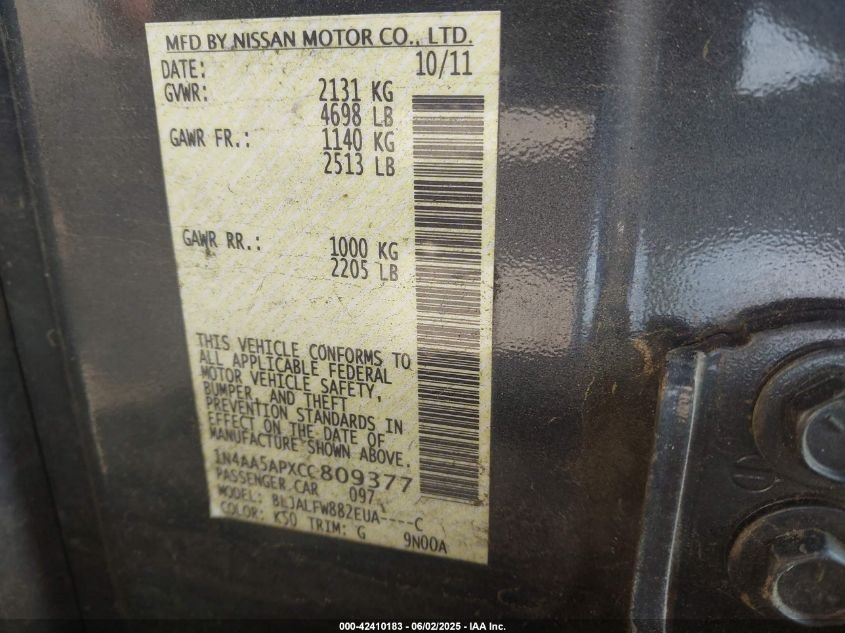 MFD BY NISSAN MOTOR CO., LTD.
DATE: 10/11
GVWR: 2131 KG
4698 LB
GAWR FR.: 1140 KG
2513 LB
GAWR RR.: 1000 KG
2205 LB
THIS VEHICLE CONFORMS TO
ALL APPLICABLE FEDERAL
MOTOR VEHICLE SAFETY,
BUMPER, AND THEFT
PREVENTION STANDARDS IN
EFFECT ON THE DATE OF
MANUFACTURE SHOWN ABOVE.
1N4AA5APXCC809377
PASSENGER CAR 097
MODEL: BLJALFW882EUA----C
COLOR: K50 TRIM: G 9N00A
000-42410183 - 06/02/2025 - IAA Inc.